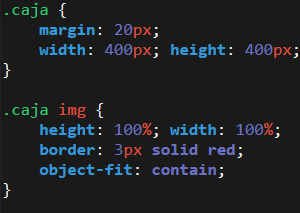 .caja {
    margin: 20px;
    width: 400px; height: 400px;
}

.caja img {
    height: 100%; width: 100%;
    border: 3px solid red;
    object-fit: contain;
}